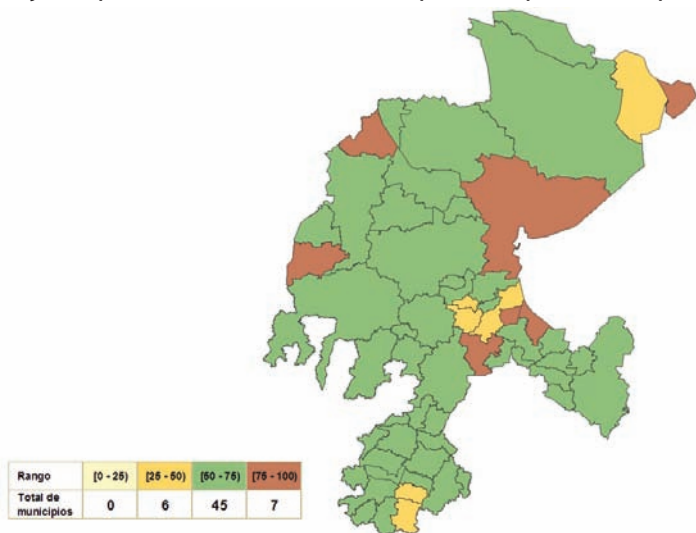 Rango [0 - 25) [25 - 50) [50 - 75) [75 - 100)
Total de municipios 0 6 45 7